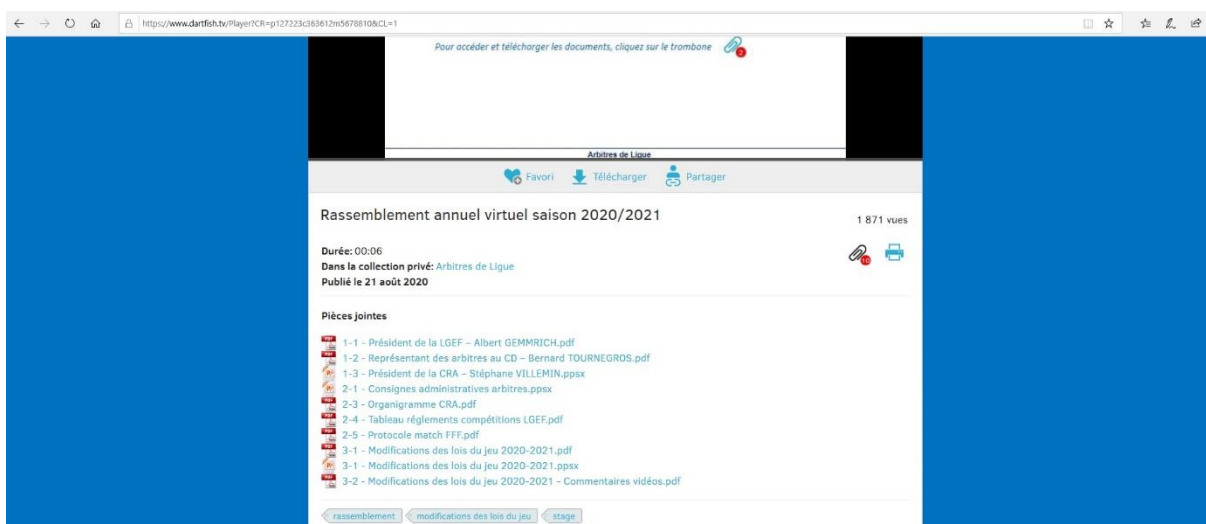 https://www.dartfish.tv/Player?CR=p127223c363612m5678810&CL=1
Pour accéder et télécharger les documents, cliquez sur le trombone
Arbitres de Ligue
Favori Télécharger Partager
Rassemblement annuel virtuel saison 2020/2021
1 871 vues
Durée: 00:06
10
Dans la collection privé: Arbitres de Ligue
Publié le 21 août 2020
Pièces jointes
1-1 - Président de la LGEF – Albert GEMMRICH.pdf
1-2 - Représentant des arbitres au CD – Bernard TOURNEGROS.pdf
1-3 - Président de la CRA – Stéphane VILLEMIN.ppsx
2-1 - Consignes administratives arbitres.ppsx
2-3 - Organigramme CRA.pdf
2-4 - Tableau réglements compétitions LGEF.pdf
2-5 - Protocole match FFF.pdf
3-1 - Modifications des lois du jeu 2020-2021.pdf
3-1 - Modifications des lois du jeu 2020-2021.ppsx
3-2 - Modifications des lois du jeu 2020-2021 – Commentaires vidéos.pdf
rassemblement modifications des lois du jeu stage